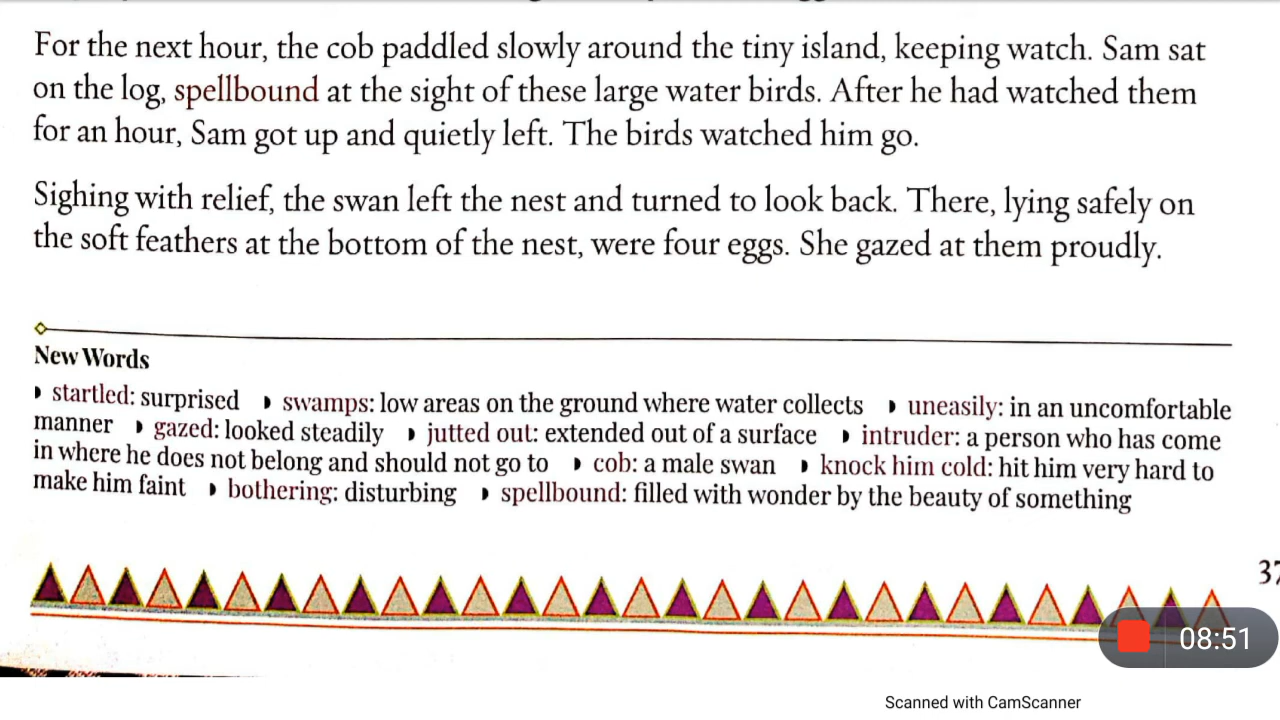 For the next hour, the cob paddled slowly around the tiny island, keeping watch. Sam sat
on the log, spellbound at the sight of these large water birds. After he had watched them
for an hour, Sam got up and quietly left. The birds watched him go.
Sighing with relief, the swan left the nest and turned to look back. There, lying safely on
the soft feathers at the bottom of the nest, were four eggs. She gazed at them proudly.
New Words
startled: surprised swamps: low areas on the ground where water collects uneasily: in an uncomfortable
manner gazed: looked steadily jutted out: extended out of a surface intruder: a person who has come
in where he does not belong and should not go to cob: a male swan knock him cold: hit him very hard to
make him faint bothering: disturbing spellbound: filled with wonder by the beauty of something
37
08:51
Scanned with CamScanner